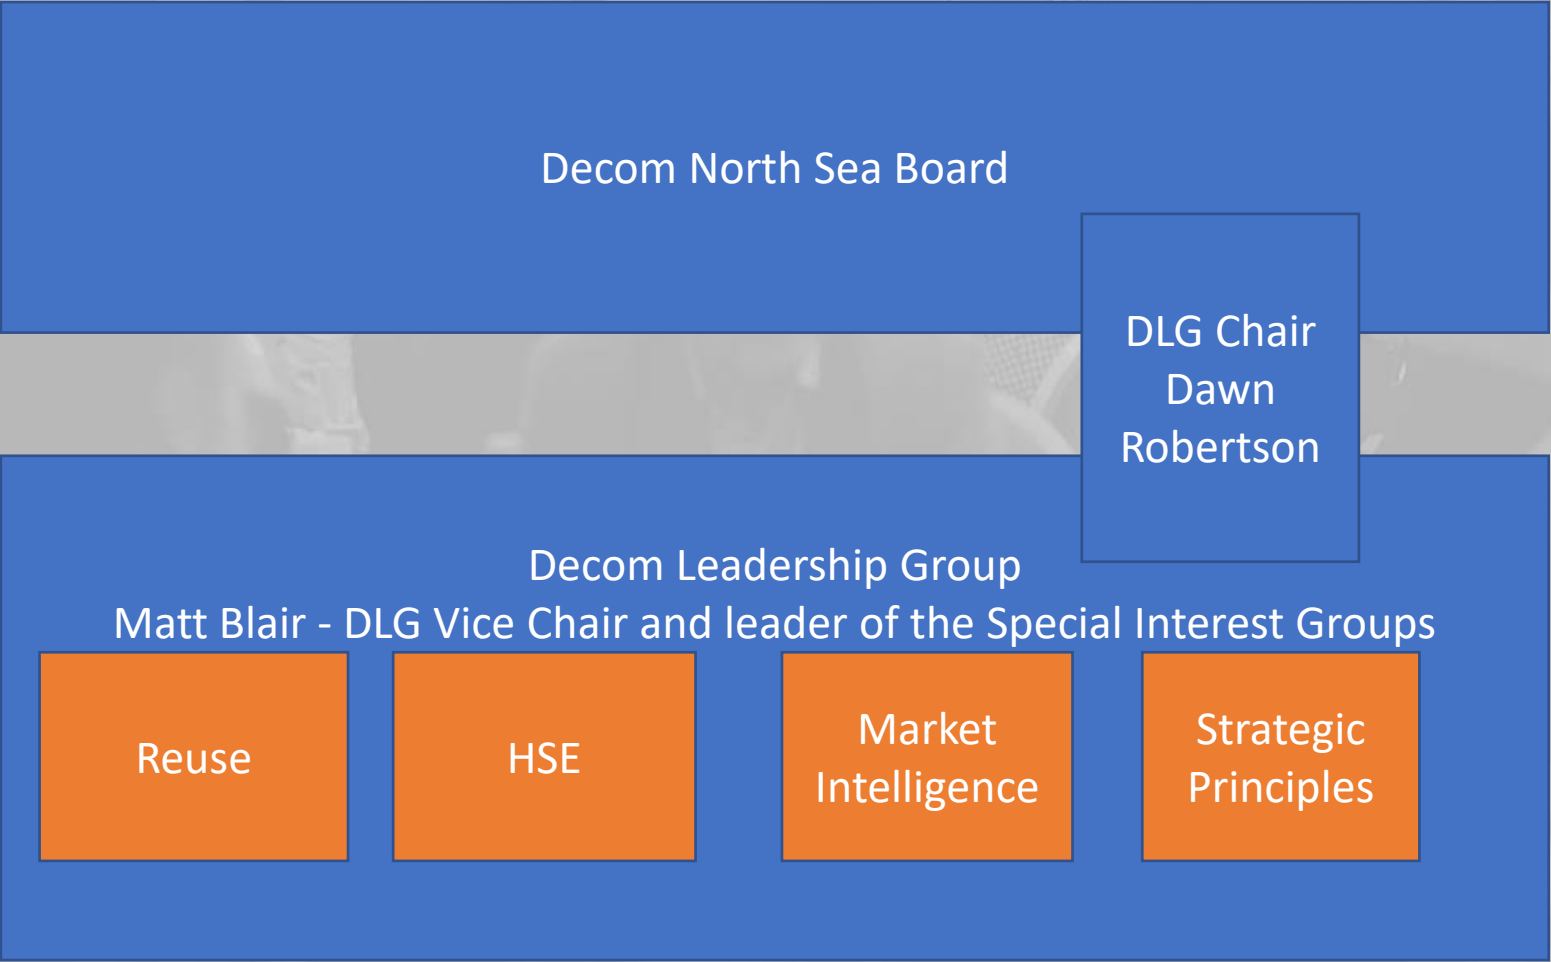 Decom North Sea Board
DLG Chair
Dawn
Robertson
Decom Leadership Group
Matt Blair - DLG Vice Chair and leader of the Special Interest Groups
Reuse
HSE
Market
Intelligence
Strategic
Principles